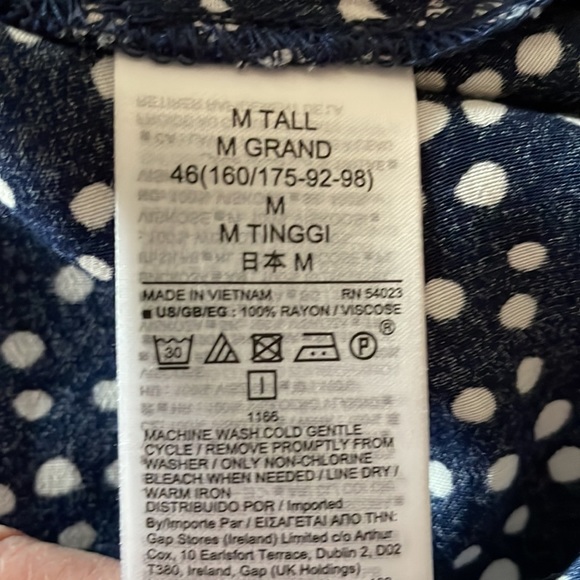 M TALL
M GRAND
46(160/175-92-98)
M
M TINGGI
日本 M
MADE IN VIETNAM RN 54023
■ US/GB/EG : 100% RAYON / VISCOSE
30 P ®
1166
MACHINE WASH COLD GENTLE
CYCLE / REMOVE PROMPTLY FROM
WASHER / ONLY NON-CHLORINE
BLEACH WHEN NEEDED / LINE DRY /
WARM IRON
DISTRIBUIDO POR / Imported
By/Importe Par / ΕΙΣΑΓΕΤΑΙ ΑΠΟ ΤΗΝ:
Gap Stores (Ireland) Limited c/o Arthur
Cox, 10 Earlsfort Terrace, Dublin 2, D02
T380, Ireland, Gap (UK Holdings)